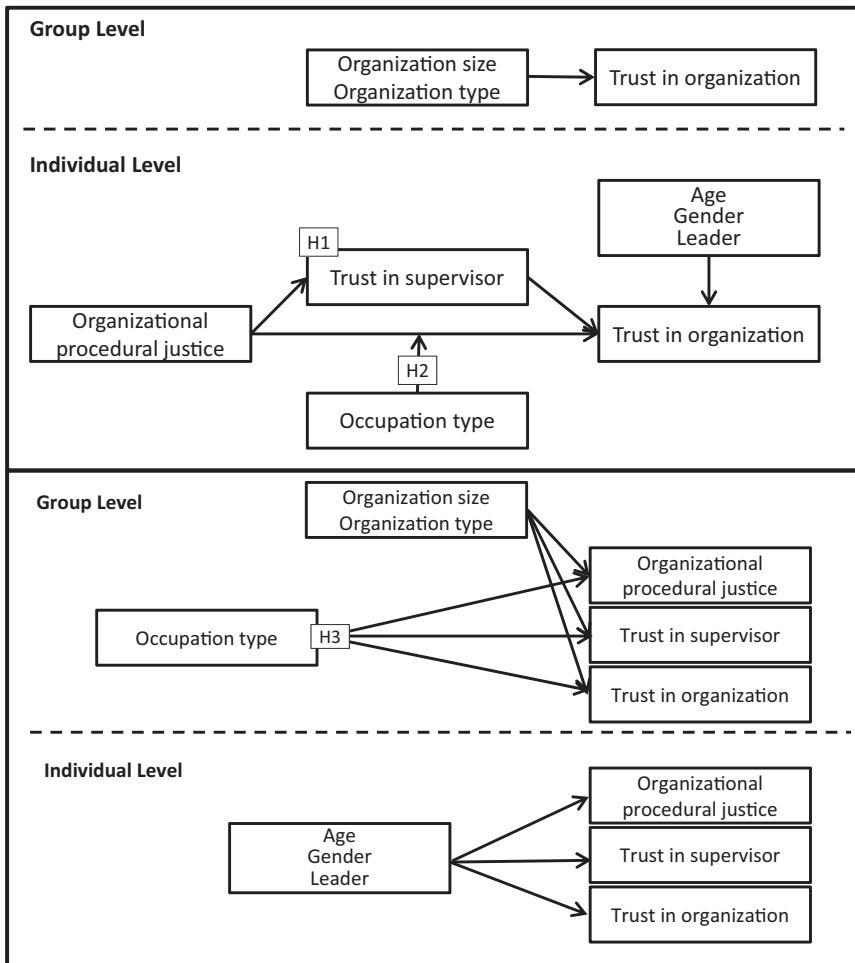 Group Level
Organization size
Organization type
Trust in organization
Individual Level
Age
Gender
Leader
H1
Trust in supervisor
Organizational
procedural justice
Trust in organization
H2
Occupation type
Group Level
Organization size
Organization type
Organizational
procedural justice
Occupation type
H3
Trust in supervisor
Trust in organization
Individual Level
Organizational
procedural justice
Age
Gender
Leader
Trust in supervisor
Trust in organization